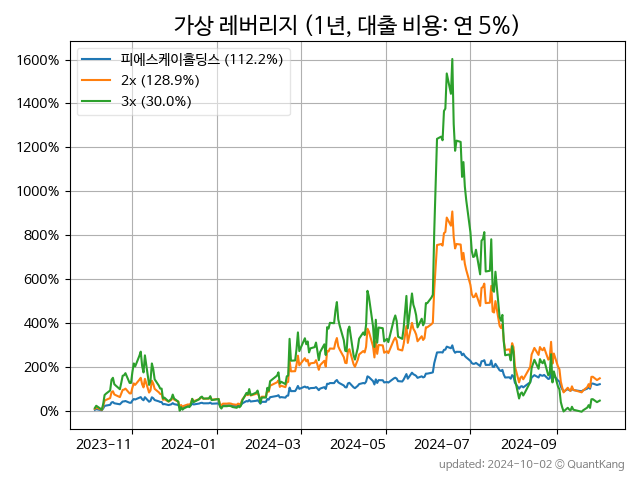 가상 레버리지 (1년, 대출 비용: 연 5%)
피에스케이홀딩스 (112.2%)
2x (128.9%)
3x (30.0%)
1600%
1400%
1200%
1000%
800%
600%
400%
200%
0%
2023-11 2024-01 2024-03 2024-05 2024-07 2024-09
updated: 2024-10-02 © QuantKang